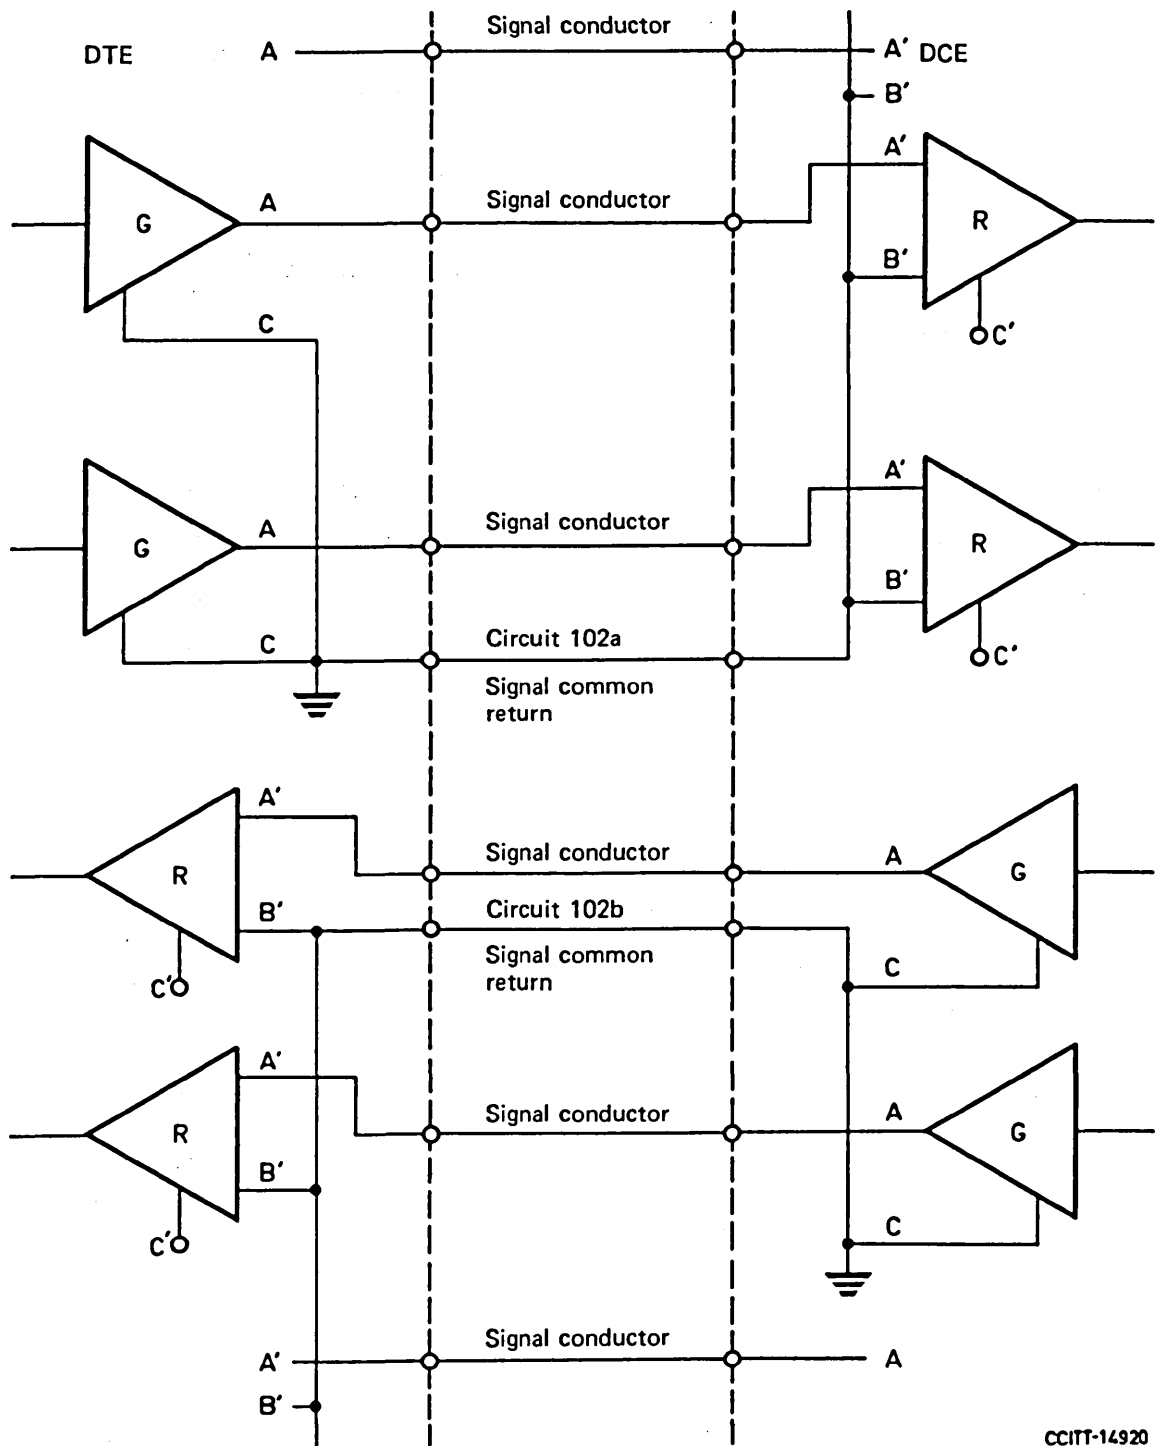 Signal conductor
DTE A A' DCE
B'
A'
Signal conductor
A
G R
B'
C
C'
A'
Signal conductor
A
G R
B'
Circuit 102a
C
C'
Signal common
return
A'
Signal conductor
A
R G
B'
Circuit 102b
Signal common
return
C
C'
A'
Signal conductor
A
R G
B'
C
C'
Signal conductor
A' A
B'
CCITT-14920